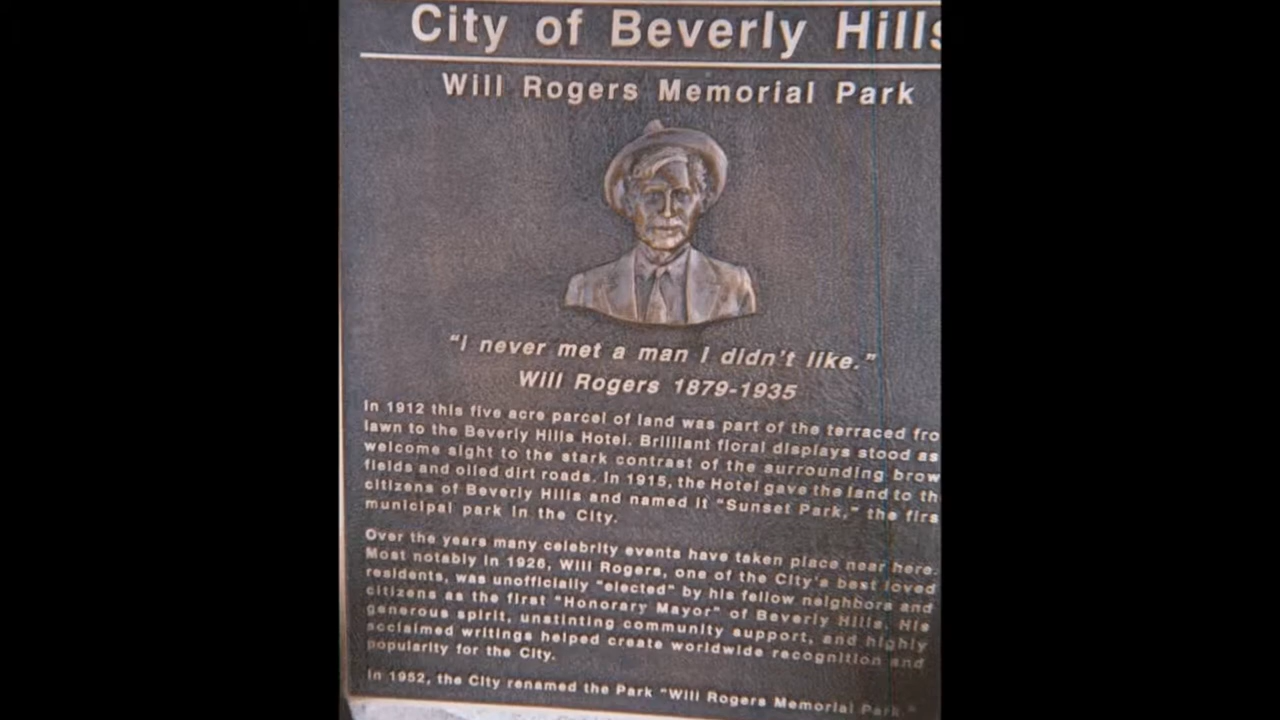 City of Beverly Hills
Will Rogers Memorial Park
"I never met a man I didn't like."
Will Rogers 1879-1935
In 1912 this five acre parcel of land was part of the terraced fro
lawn to the Beverly Hills Hotel. Brilliant floral displays stood as
welcome sight to the stark contrast of the surrounding brow
fields and oiled dirt roads. In 1915, the Hotel gave the land to th
citizens of Beverly Hills and named it "Sunset Park," the firs
municipal park in the City.
Over the years many celebrity events have taken place near here.
Most notably in 1926, Will Rogers, one of the City's best loved
residents, was unofficially "elected" by his fellow neighbors and
citizens as the first "Honorary Mayor" of Beverly Hills. His
generous spirit, unstinting community support, and highly
acclaimed writings helped create worldwide recognition and
popularity for the City.
In 1952, the City renamed the Park "Will Rogers Memorial Park."